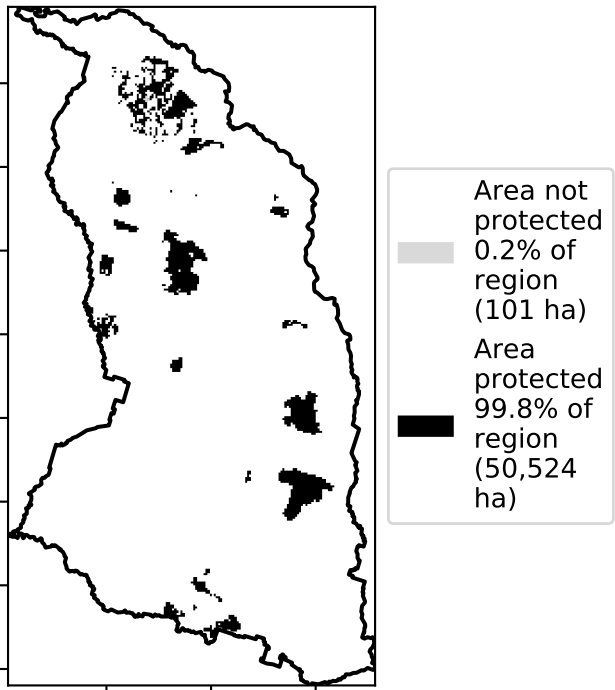 Area not
protected
0.2% of
region
(101 ha)
Area
protected
99.8% of
region
(50,524
ha)